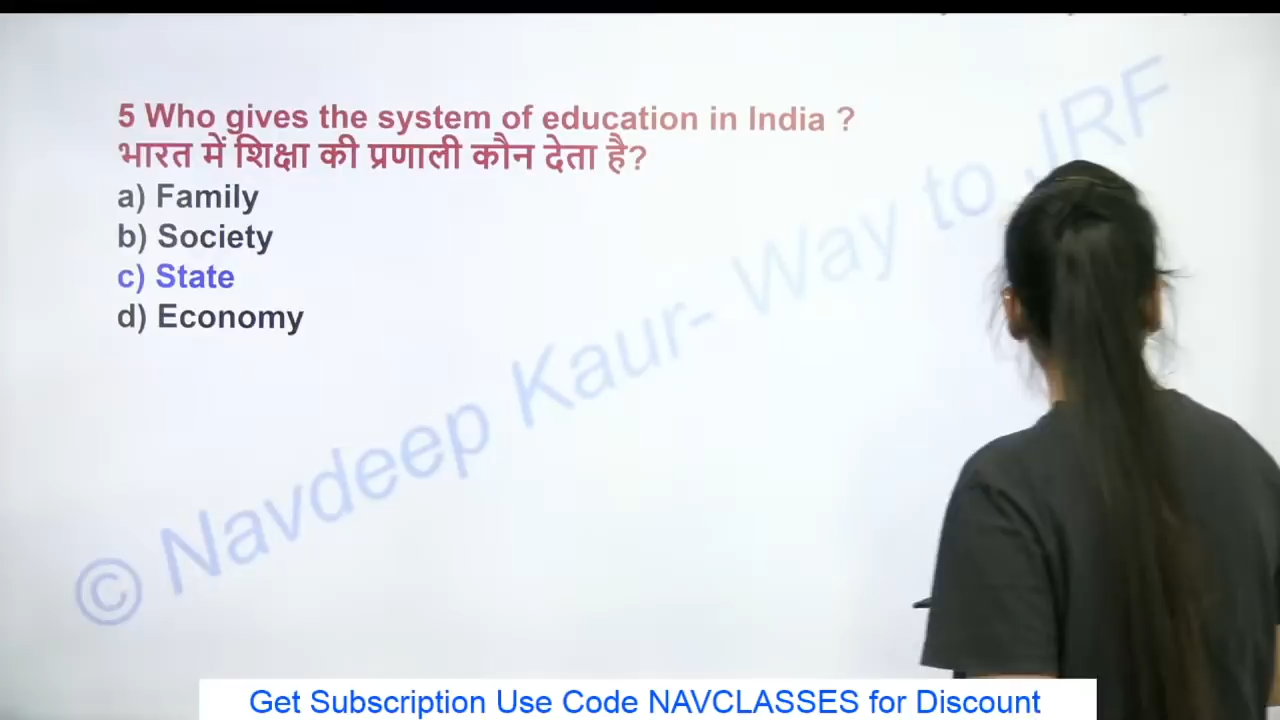 5 Who gives the system of education in India ?
भारत में शिक्षा की प्रणाली कौन देता है?
a) Family
b) Society
c) State
d) Economy
© Navdeep Kaur- Way to JRF
Get Subscription Use Code NAVCLASSES for Discount